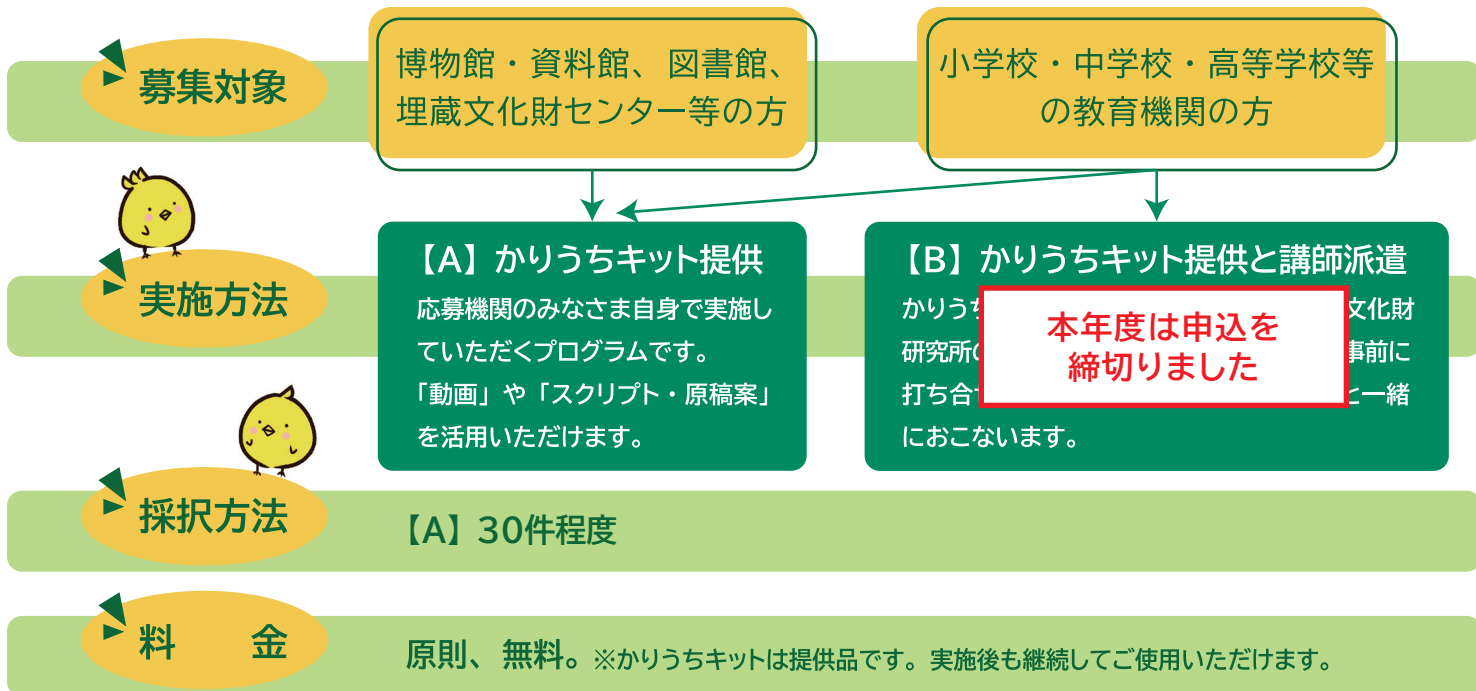 募集対象
博物館・資料館、図書館、
埋蔵文化財センター等の方
小学校・中学校・高等学校等
の教育機関の方
実施方法
【A】かりうちキット提供
応募機関のみなさま自身で実施し
ていただくプログラムです。
「動画」や「スクリプト・原稿案」
を活用いただけます。
【B】かりうちキット提供と講師派遣
かりうち 文化財
研究所の 事前に
打ち合せ と一緒
におこないます。
本年度は申込を
締切りました
採択方法
【A】30件程度
料　　金
原則、無料。※かりうちキットは提供品です。実施後も継続してご使用いただけます。